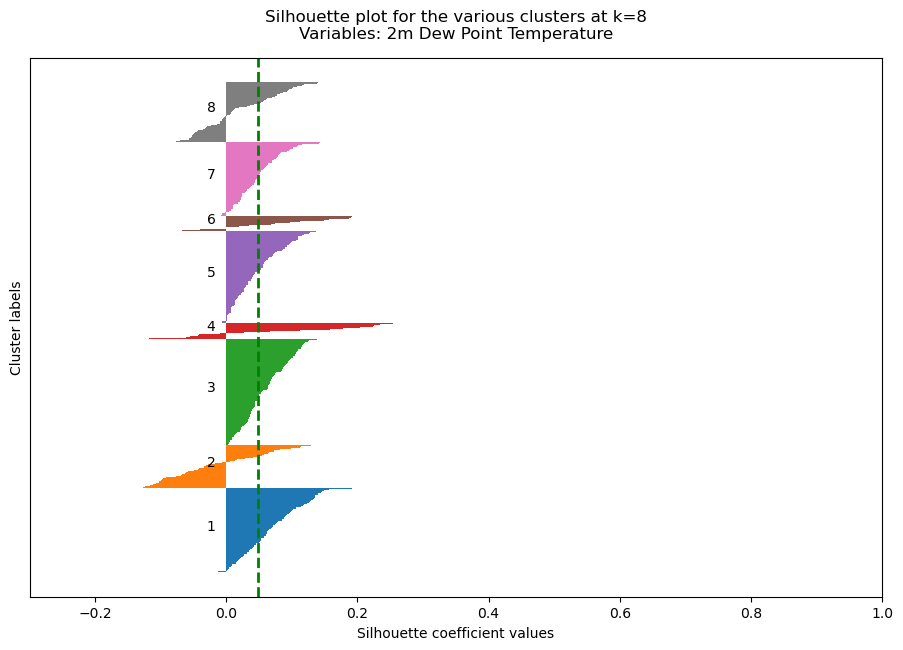 Silhouette plot for the various clusters at k=8
Variables: 2m Dew Point Temperature
Cluster labels
8
7
6
5
4
3
2
1
−0.2 0.0 0.2 0.4 0.6 0.8 1.0
Silhouette coefficient values